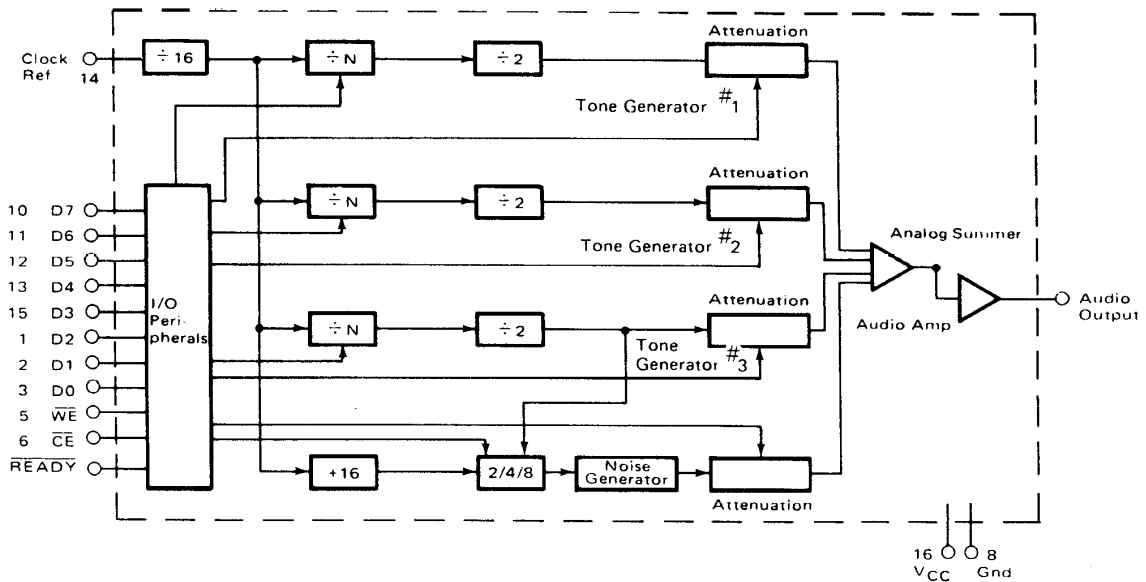 Clock
Ref
14
÷ 16
÷ N
÷ 2
Attenuation
Tone Generator #1
Attenuation
÷ N
÷ 2
Tone Generator #2
10 D7
11 D6
12 D5
13 D4
15 D3
1 D2
2 D1
3 D0
5 WE
6 CE
READY
I/O
Peri-
pherals
Analog Summer
Audio Amp
Audio
Output
Attenuation
÷ N
÷ 2
Tone
Generator #3
+16
2/4/8
Noise
Generator
Attenuation
16
VCC
8
Gnd